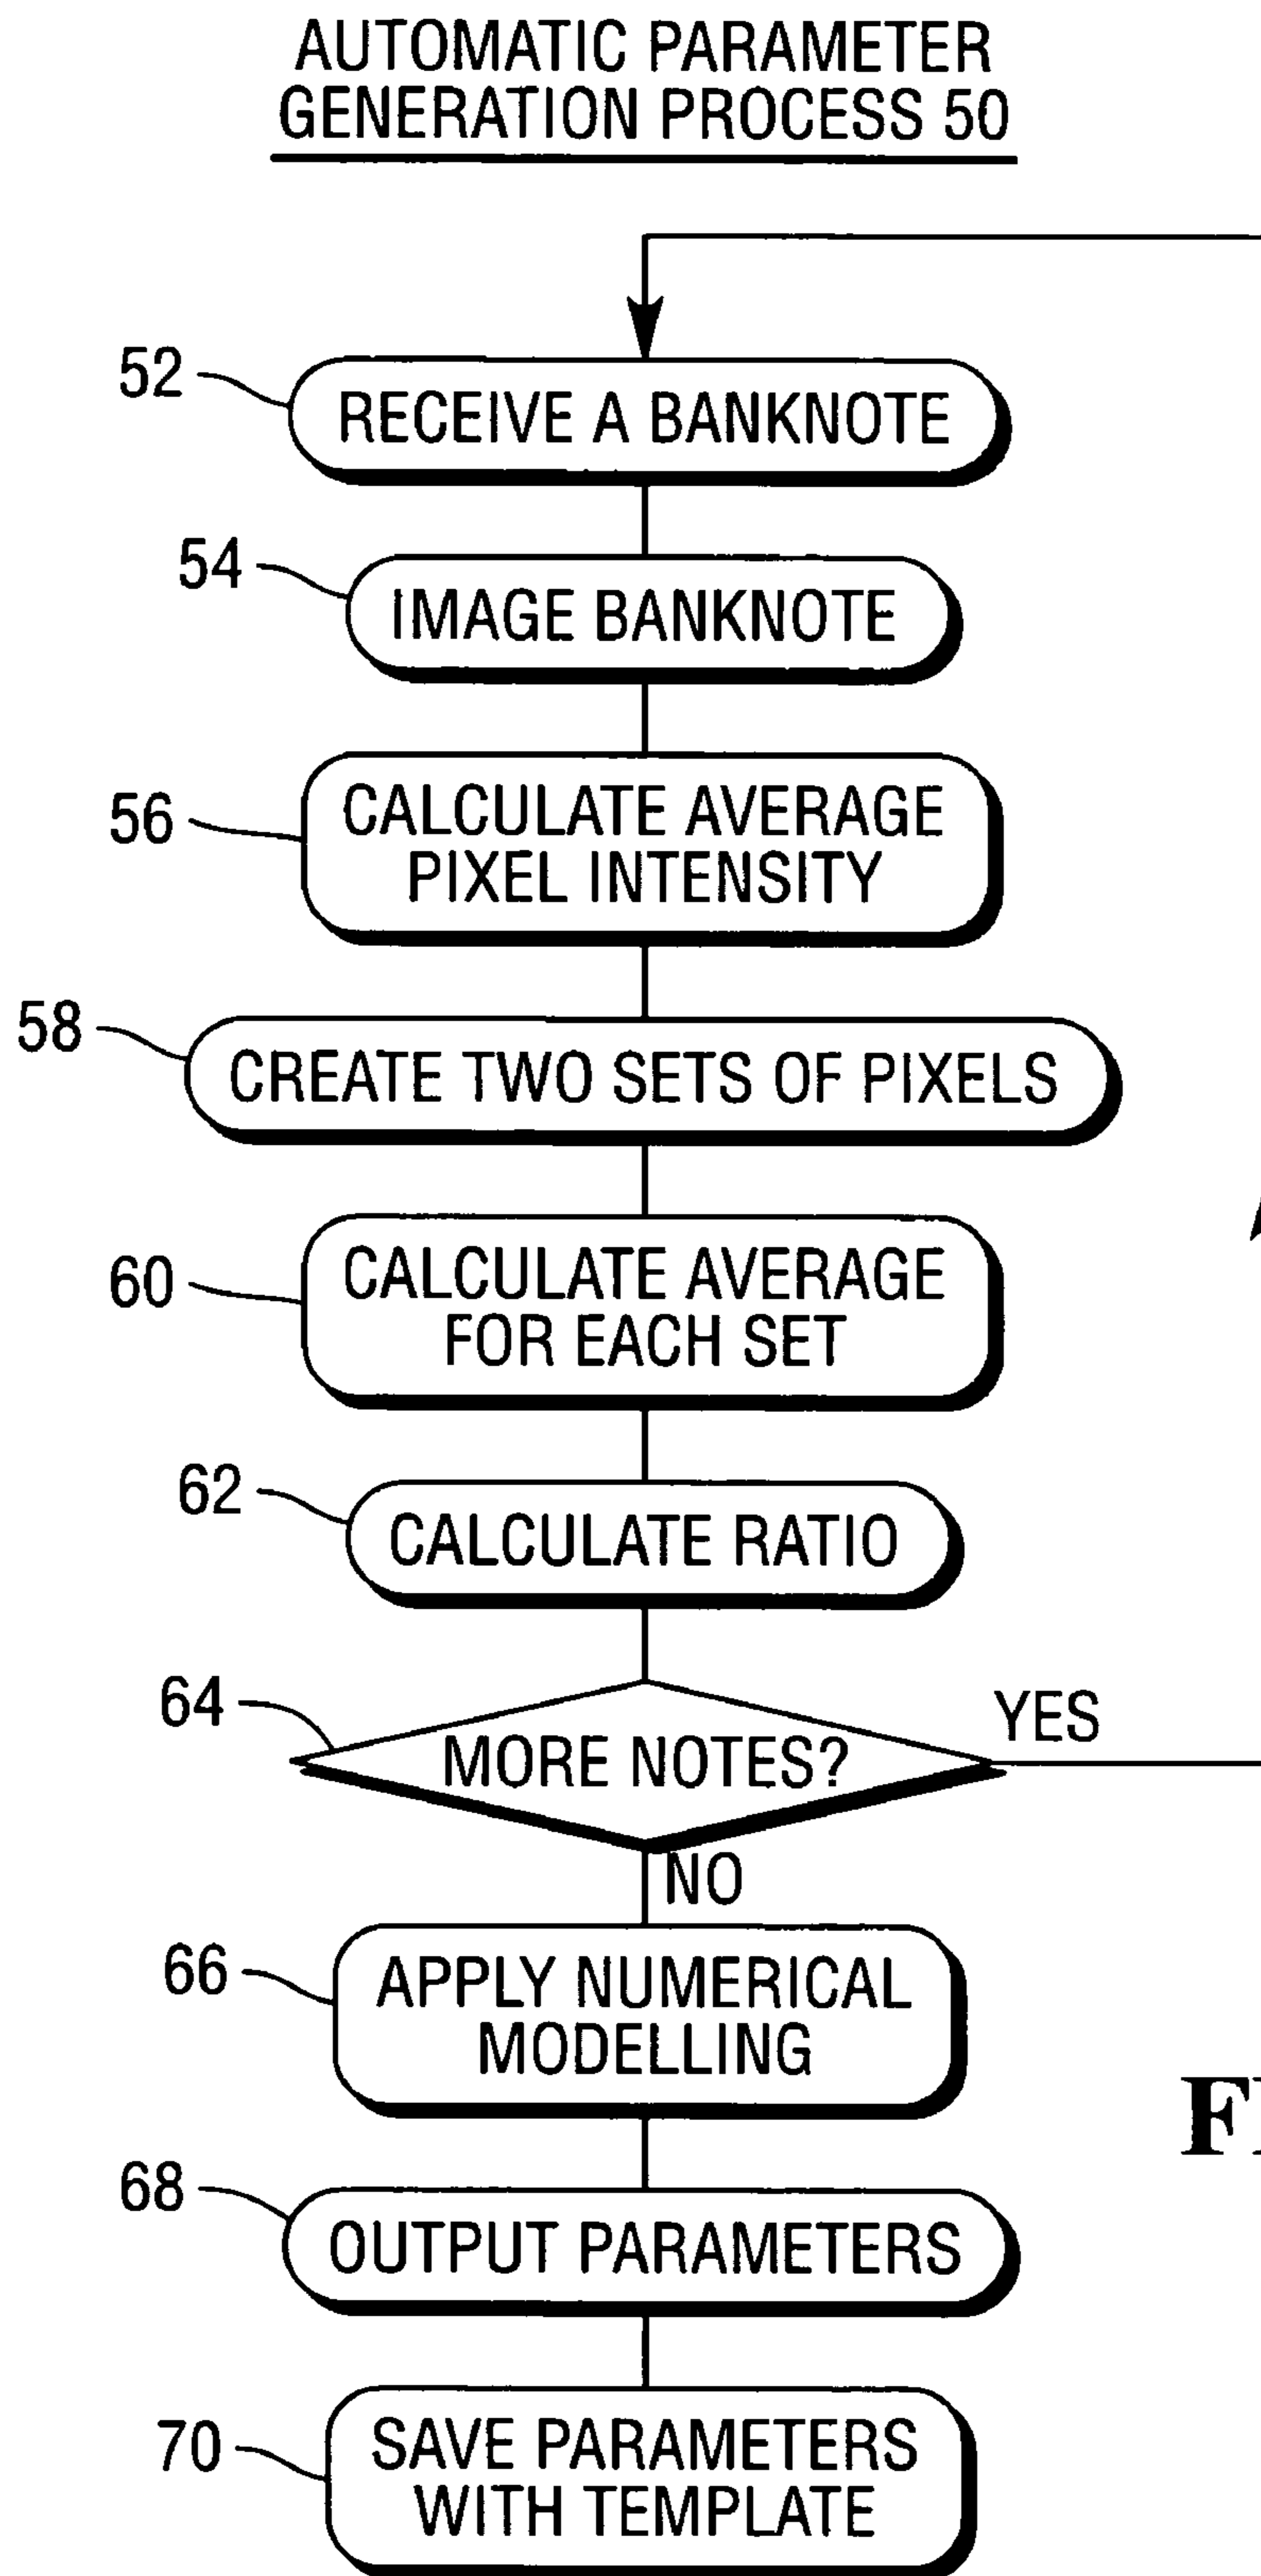 AUTOMATIC PARAMETER
GENERATION PROCESS 50
52
RECEIVE A BANKNOTE
54
IMAGE BANKNOTE
56
CALCULATE AVERAGE
PIXEL INTENSITY
58
CREATE TWO SETS OF PIXELS
60
CALCULATE AVERAGE
FOR EACH SET
62
CALCULATE RATIO
64
MORE NOTES?
YES
NO
66
APPLY NUMERICAL
MODELLING
68
OUTPUT PARAMETERS
70
SAVE PARAMETERS
WITH TEMPLATE